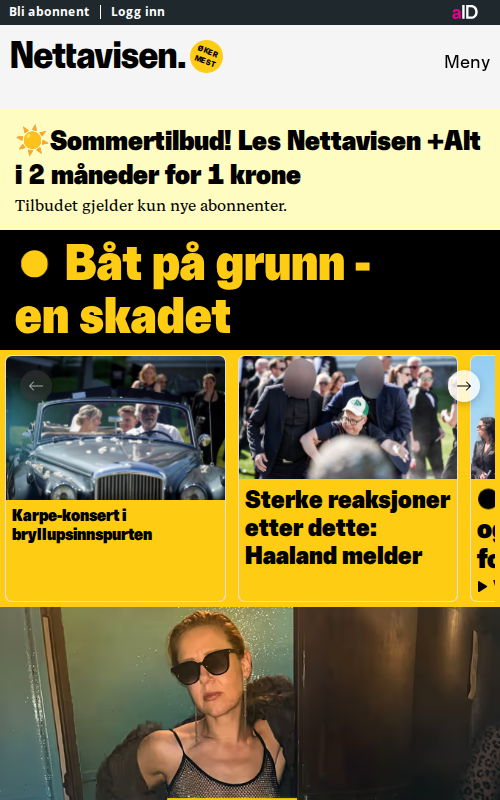 Bli abonnent | Logg inn
aID
Nettavisen.
ØKER
MEST
Meny
☀️Sommertilbud! Les Nettavisen +Alt
i 2 måneder for 1 krone
Tilbudet gjelder kun nye abonnenter.
● Båt på grunn -
en skadet
Karpe-konsert i
bryllupsinnspurten
Sterke reaksjoner
etter dette:
Haaland melder